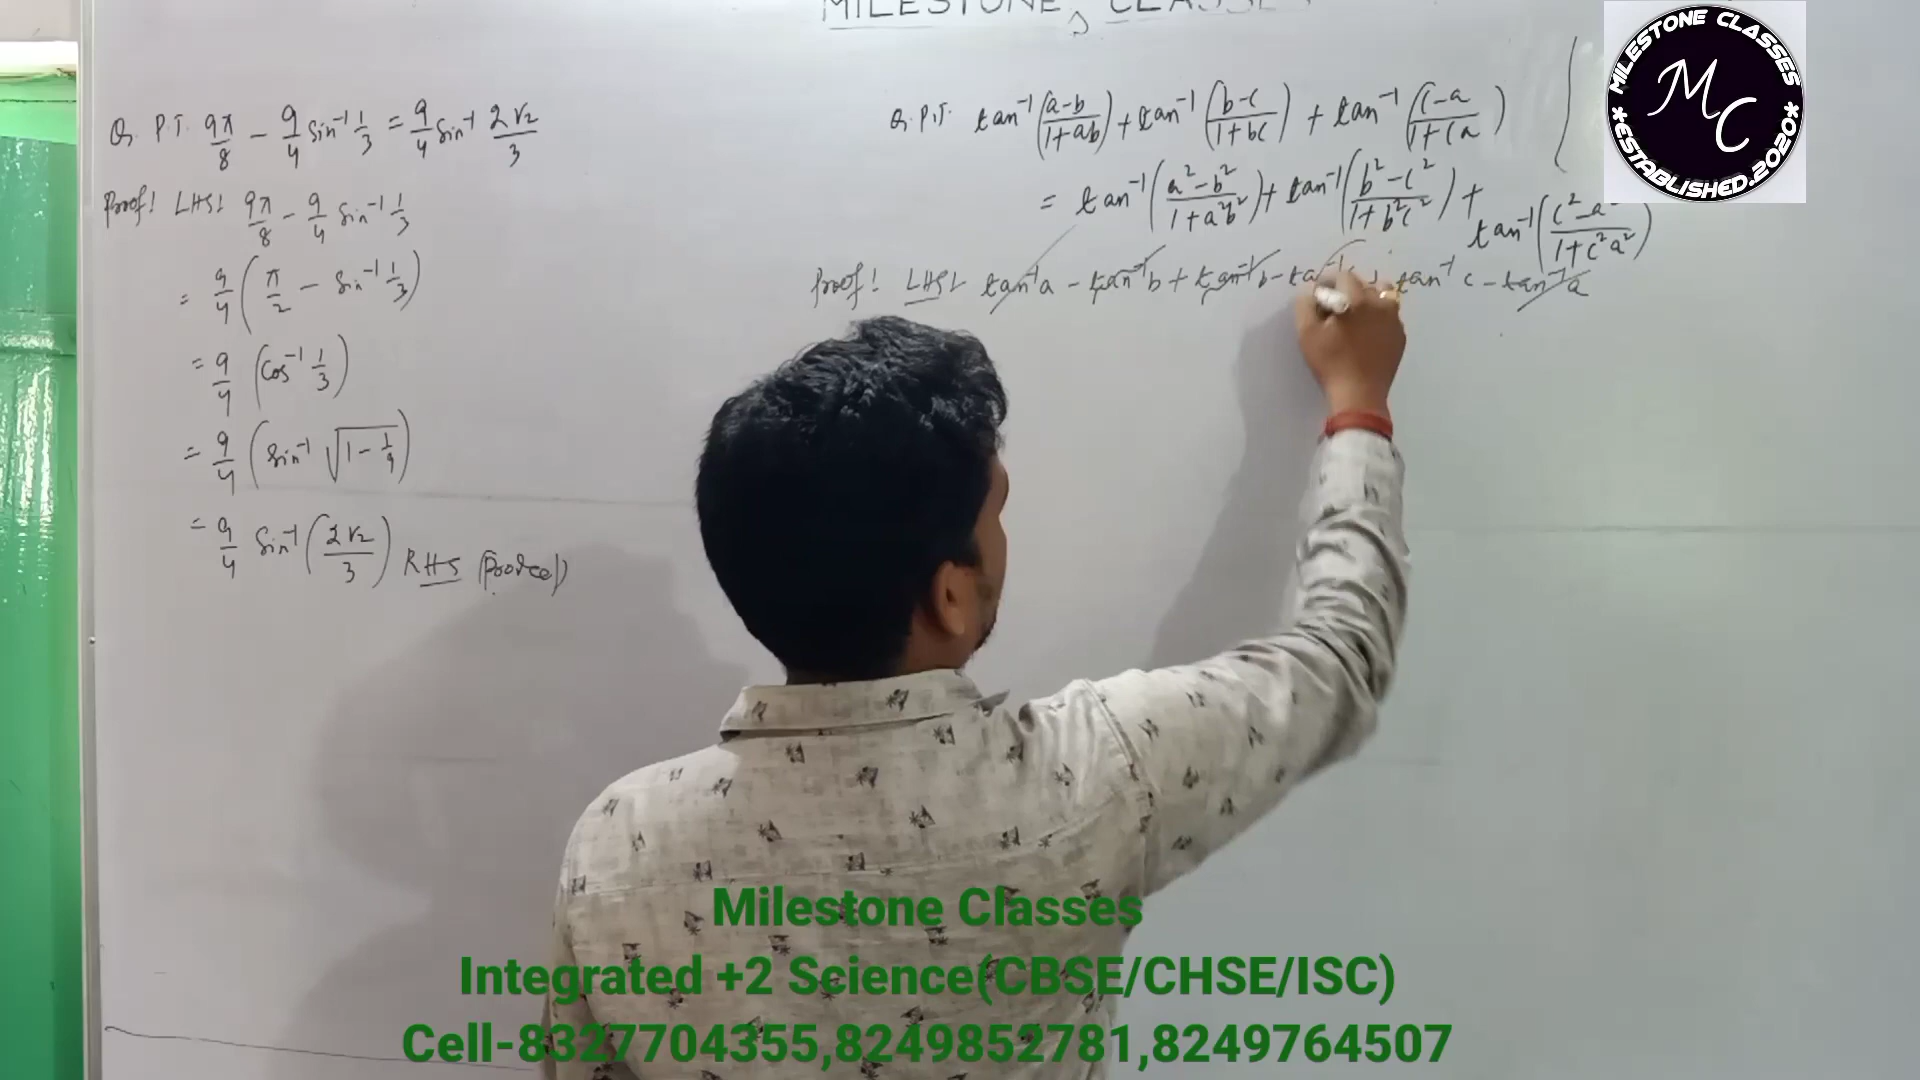 MILESTONE CLASSES
Q. P.T. 9π/8 - 9/4 sin⁻¹ 1/3 = 9/4 sin⁻¹ 2√2/3
Proof! LHS! 9π/8 - 9/4 sin⁻¹ 1/3
= 9/4 (π/2 - sin⁻¹ 1/3)
= 9/4 (cos⁻¹ 1/3)
= 9/4 (sin⁻¹ √(1 - 1/9))
= 9/4 sin⁻¹ (2√2/3) RHS (Proved)
Q. P.T. tan⁻¹((a-b)/(1+ab)) + tan⁻¹((b-c)/(1+bc)) + tan⁻¹((c-a)/(1+ca))
= tan⁻¹((a²-b²)/(1+a²b²)) + tan⁻¹((b²-c²)/(1+b²c²)) +
tan⁻¹((c²-a²)/(1+c²a²))
Proof! LHS! tan⁻¹a - tan⁻¹b + tan⁻¹b - tan⁻¹c + tan⁻¹c - tan⁻¹a
MILESTONE CLASSES
MC
*ESTABLISHED.2020*
Milestone Classes
Integrated +2 Science(CBSE/CHSE/ISC)
Cell-8327704355,8249852781,8249764507